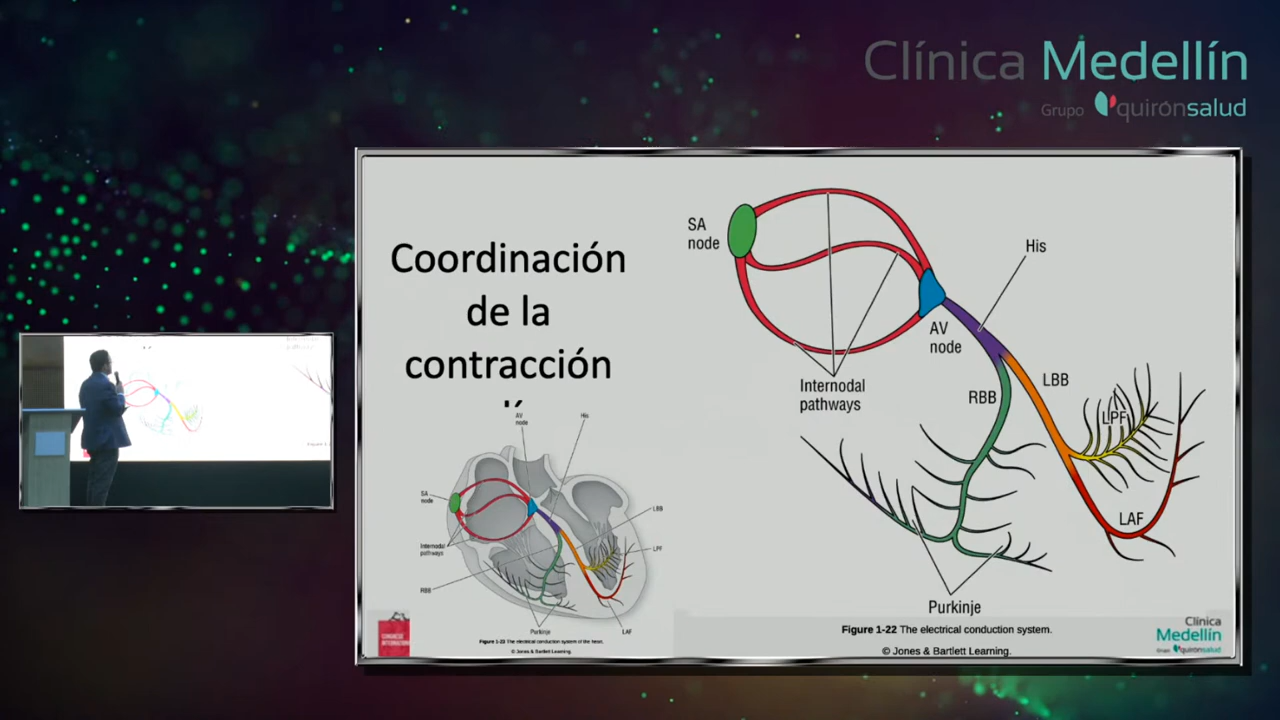 Clínica Medellín
Grupo quirónsalud
Coordinación
de la
contracción
SA
node
His
AV
node
Internodal
pathways
RBB
LBB
LPF
LAF
Purkinje
Figure 1-22 The electrical conduction system.
© Jones & Bartlett Learning.
AV
node
His
SA
node
LBB
Internodal
pathways
LPF
RBB
Purkinje
LAF
Figure 1-23 The electrical conduction system of the heart.
© Jones & Bartlett Learning.
CONGRESO
Clínica
Medellín
Grupo quirónsalud